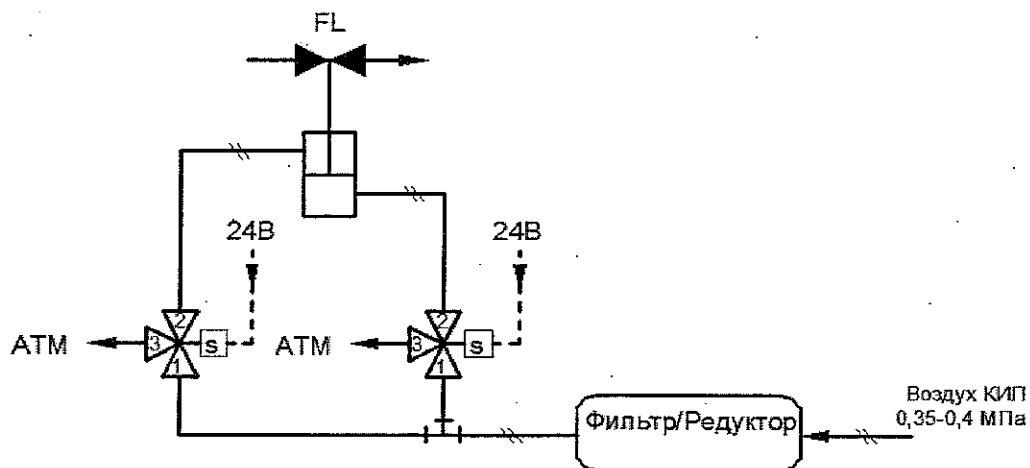 FL
24В 24В
2 2
АТМ 3 s АТМ 3 s
1 1
Воздух КИП
Фильтр/Редуктор 0,35-0,4 МПа